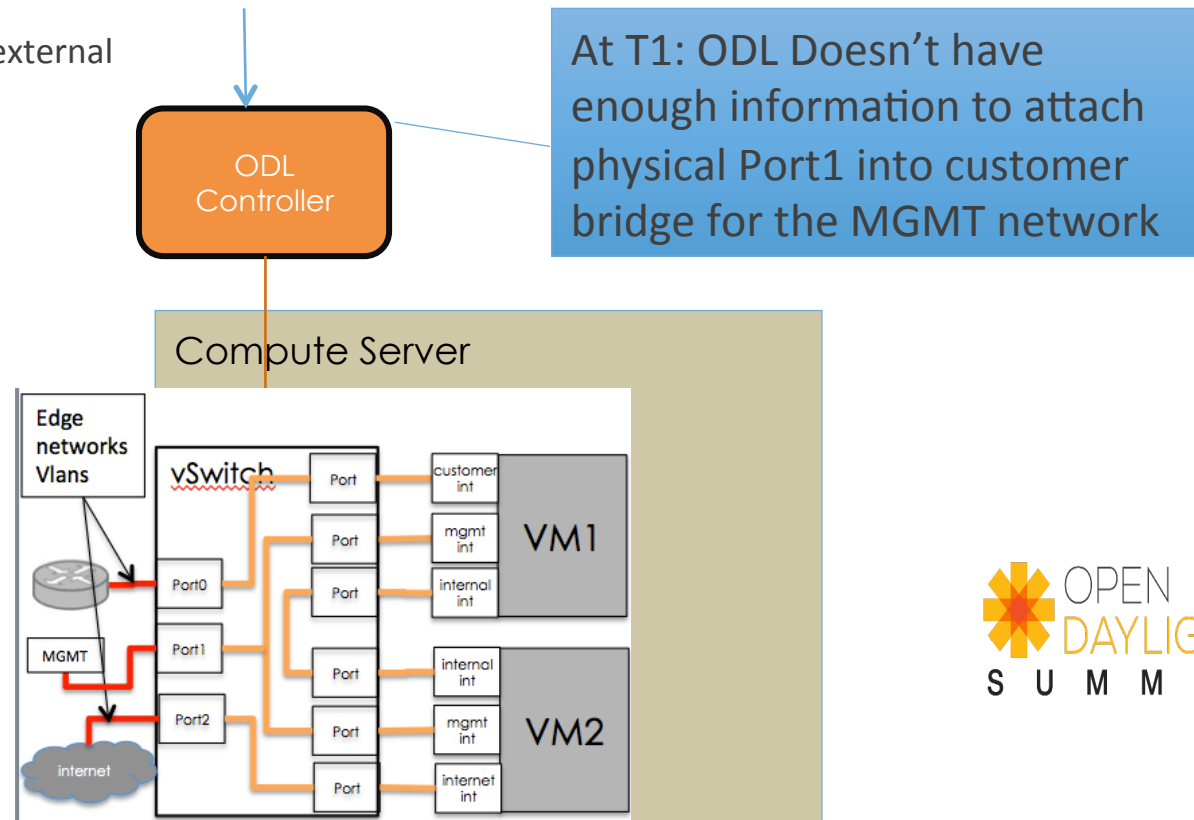 external
At T1: ODL Doesn't have
enough information to attach
physical Port1 into customer
bridge for the MGMT network
ODL
Controller
Compute Server
Edge
networks
Vlans
vSwitch
Port
customer
int
Port
mgmt
int
VM1
Port
internal
int
Port0
Port1
MGMT
Port
internal
int
Port2
Port
mgmt
int
VM2
internet
Port
internet
int
OPEN
DAYLIG
S U M M